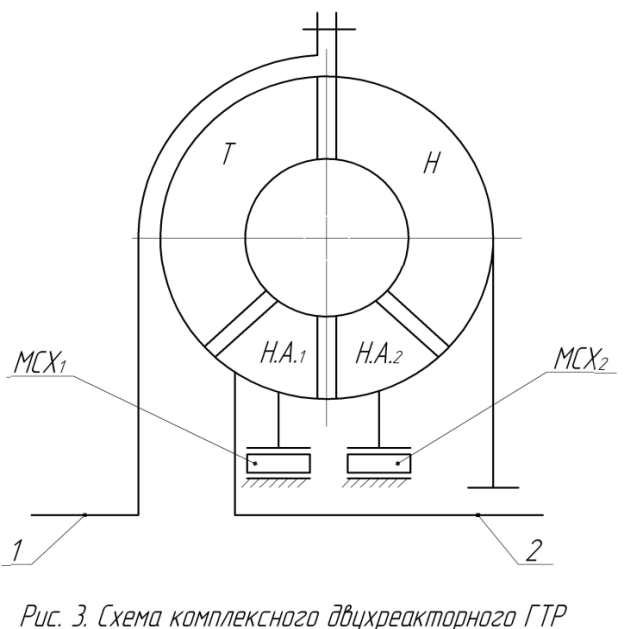 Т
Н
Н.А.1
Н.А.2
МСХ1
МСХ2
1
2
Рис. 3. Схема комплексного двухреакторного ГТР